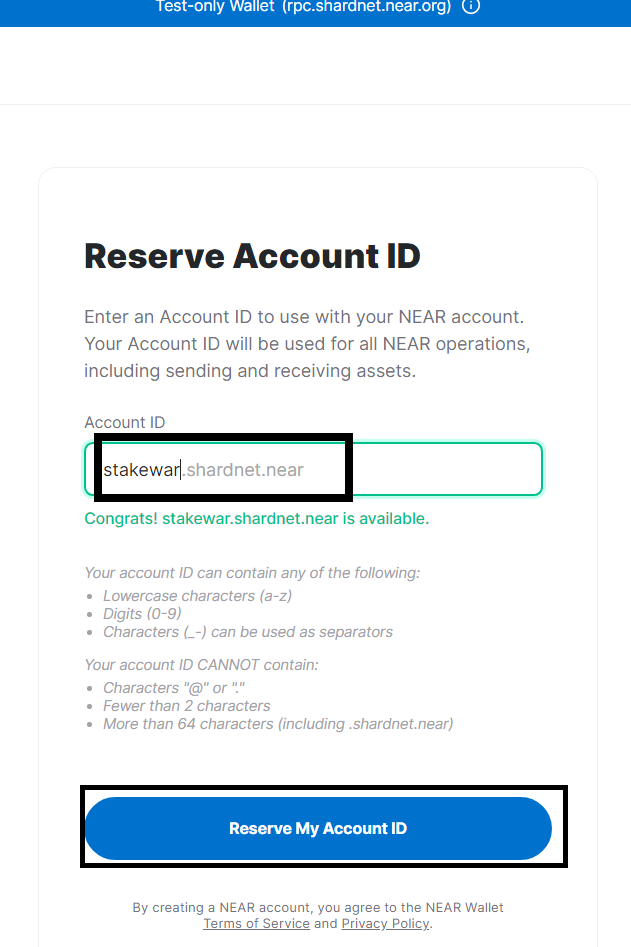 Test-only Wallet (rpc.shardnet.near.org)
Reserve Account ID
Enter an Account ID to use with your NEAR account.
Your Account ID will be used for all NEAR operations,
including sending and receiving assets.
Account ID
stakewar.shardnet.near
Congrats! stakewar.shardnet.near is available.
Your account ID can contain any of the following:
• Lowercase characters (a-z)
• Digits (0-9)
• Characters (_-) can be used as separators
Your account ID CANNOT contain:
• Characters "@" or "."
• Fewer than 2 characters
• More than 64 characters (including .shardnet.near)
Reserve My Account ID
By creating a NEAR account, you agree to the NEAR Wallet
Terms of Service and Privacy Policy.